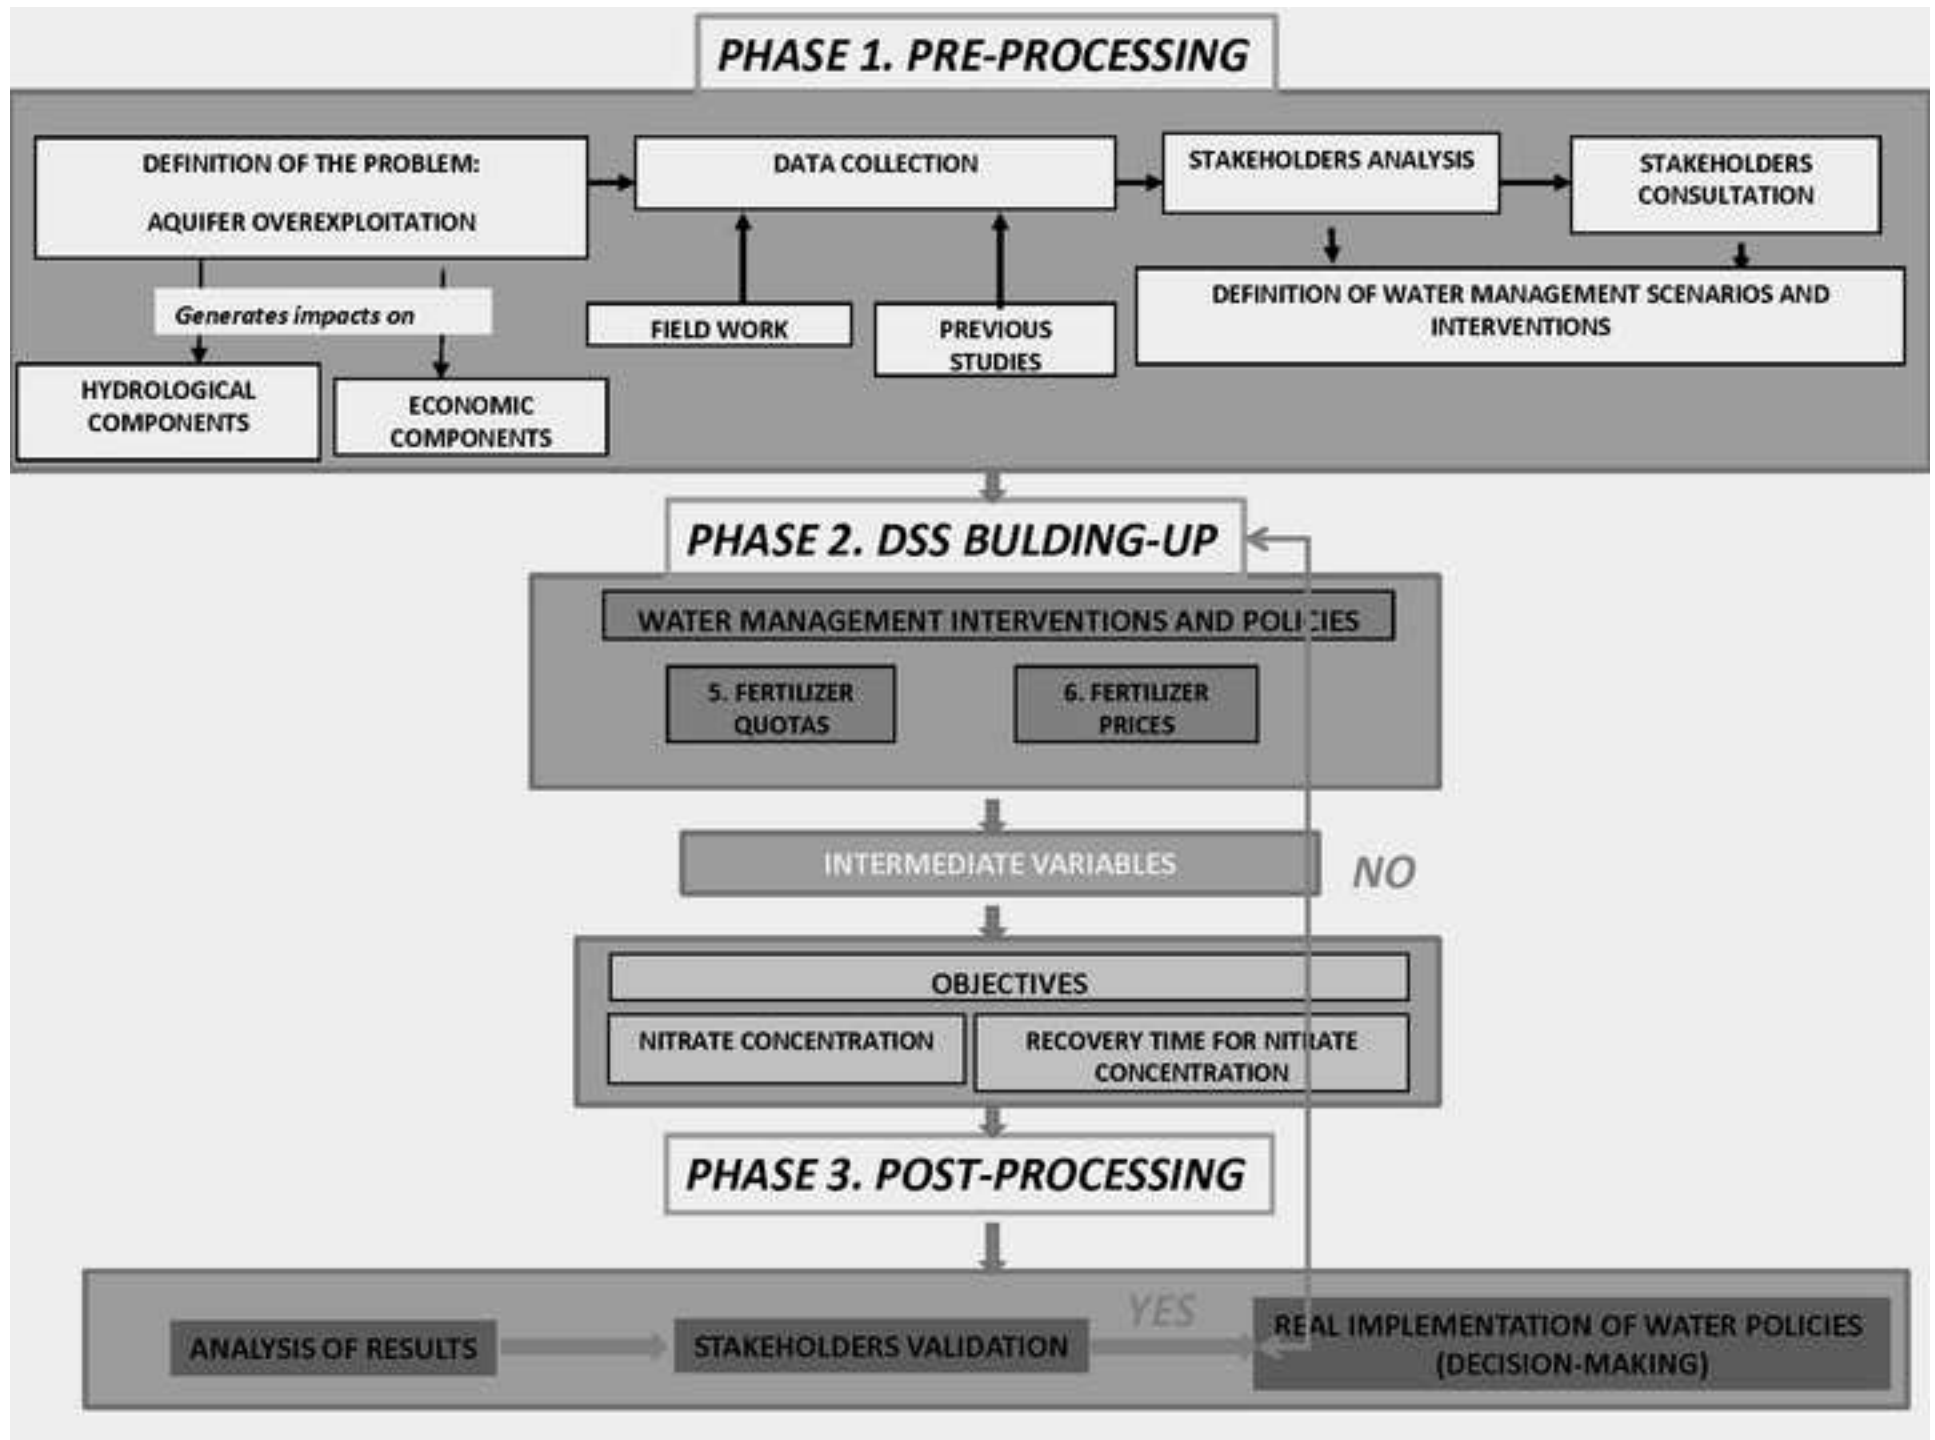 PHASE 1. PRE-PROCESSING
DEFINITION OF THE PROBLEM:
AQUIFER OVEREXPLOITATION
DATA COLLECTION
STAKEHOLDERS ANALYSIS
STAKEHOLDERS
CONSULTATION
Generates impacts on
FIELD WORK
PREVIOUS
STUDIES
DEFINITION OF WATER MANAGEMENT SCENARIOS AND
INTERVENTIONS
HYDROLOGICAL
COMPONENTS
ECONOMIC
COMPONENTS
PHASE 2. DSS BULDING-UP
WATER MANAGEMENT INTERVENTIONS AND POLICIES
5. FERTILIZER
QUOTAS
6. FERTILIZER
PRICES
INTERMEDIATE VARIABLES
NO
OBJECTIVES
NITRATE CONCENTRATION
RECOVERY TIME FOR NITRATE
CONCENTRATION
PHASE 3. POST-PROCESSING
ANALYSIS OF RESULTS
STAKEHOLDERS VALIDATION
YES
REAL IMPLEMENTATION OF WATER POLICIES
(DECISION-MAKING)